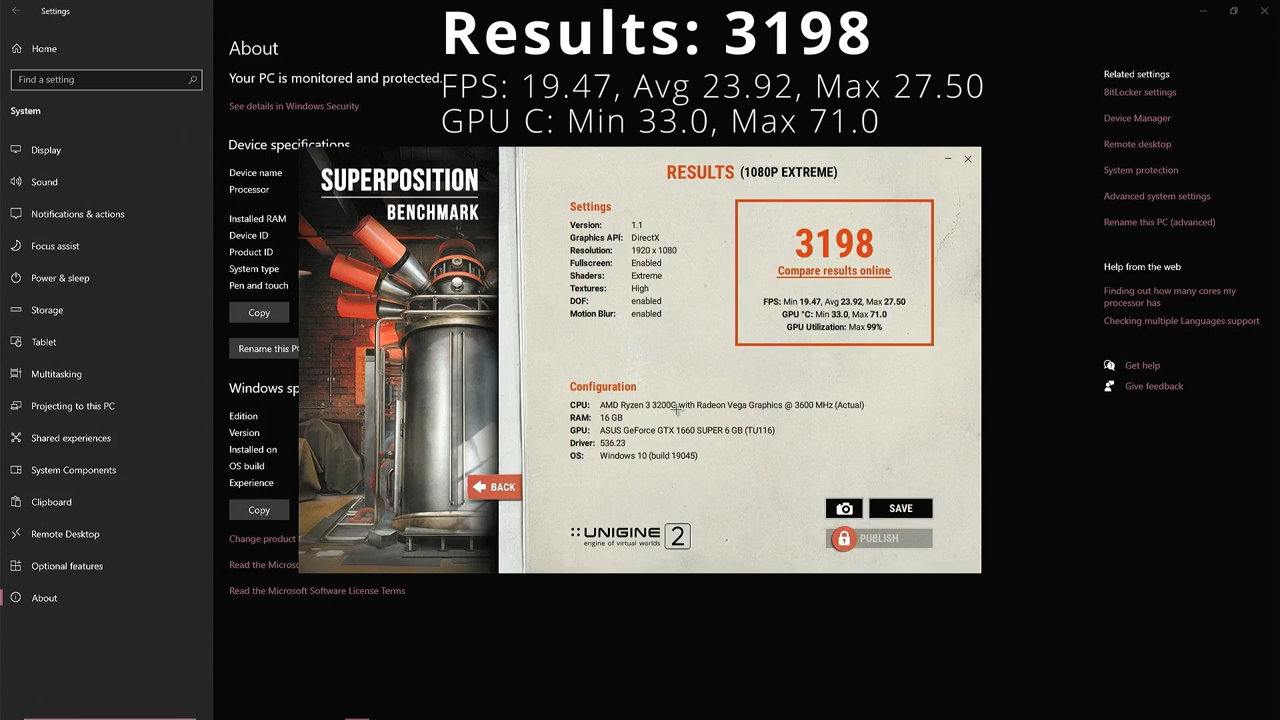 Settings
Home
Find a setting
System
Display
Sound
Notifications & actions
Focus assist
Power & sleep
Storage
Tablet
Multitasking
Projecting to this PC
Shared experiences
System Components
Clipboard
Remote Desktop
Optional features
About
Results: 3198
FPS: 19.47, Avg 23.92, Max 27.50
GPU C: Min 33.0, Max 71.0
About
Your PC is monitored and protected.
See details in Windows Security
Device specifications
Device name
Processor
Installed RAM
Device ID
Product ID
System type
Pen and touch
Copy
Rename this PC
Windows sp
Edition
Version
Installed on
OS build
Experience
Copy
Change product
Read the Microso
Read the Microsoft Software License Terms
SUPERPOSITION
BENCHMARK
BACK
RESULTS (1080P EXTREME)
Settings
Version: 1.1
Graphics API: DirectX
Resolution: 1920 x 1080
Fullscreen: Enabled
Shaders: Extreme
Textures: High
DOF: enabled
Motion Blur: enabled
3198
Compare results online
FPS: Min 19.47, Avg 23.92, Max 27.50
GPU °C: Min 33.0, Max 71.0
GPU Utilization: Max 99%
Configuration
CPU: AMD Ryzen 3 3200G with Radeon Vega Graphics @ 3600 MHz (Actual)
RAM: 16 GB
GPU: ASUS GeForce GTX 1660 SUPER 6 GB (TU116)
Driver: 536.23
OS: Windows 10 (build 19045)
UNIGINE 2
engine of virtual worlds
SAVE
PUBLISH
Related settings
BitLocker settings
Device Manager
Remote desktop
System protection
Advanced system settings
Rename this PC (advanced)
Help from the web
Finding out how many cores my
processor has
Checking multiple Languages support
Get help
Give feedback